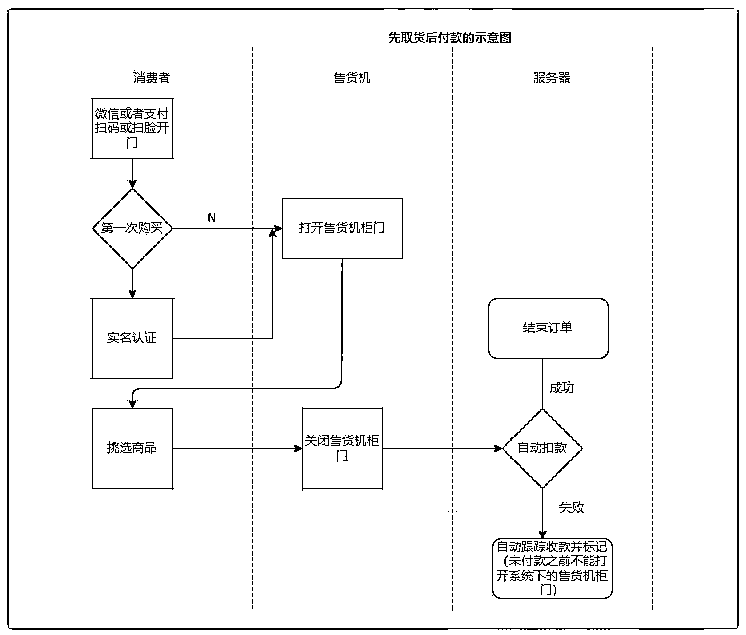 先取货后付款的示意图
消费者
售货机
服务器
微信或者支付
扫码或扫脸开
门
第一次购买
N
打开售货机柜门
实名认证
结束订单
成功
挑选商品
关闭售货机柜
门
自动扣款
失败
自动跟踪收款并标记
（未付款之前不能打
开系统下的售货机柜
门）